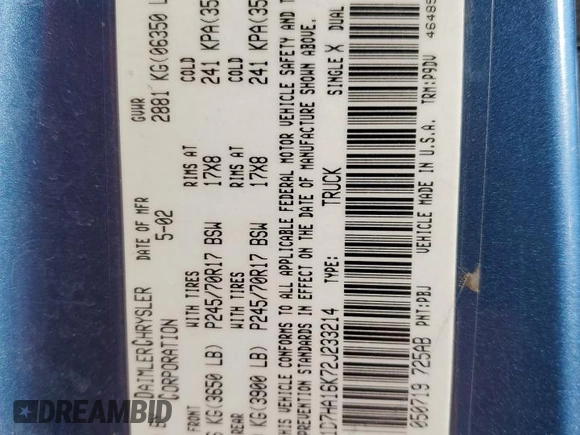 DAIMLERCHRYSLER CORPORATION
DATE OF MFR 5-02
GVWR 2881 KG(06350 L
WITH TIRES RIMS AT COLD
KG(3650 LB) P245/70R17 BSW 17X8 241 KPA(35
REAR WITH TIRES RIMS AT COLD
KG(3900 LB) P245/70R17 BSW 17X8 241 KPA(35
VEHICLE CONFORMS TO ALL APPLICABLE FEDERAL MOTOR VEHICLE SAFETY AND T
PREVENTION STANDARDS IN EFFECT ON THE DATE OF MANUFACTURE SHOWN ABOVE.
1D7HA16K72J233214 TYPE: TRUCK SINGLE X DUAL
050719 725AB PNT:PBJ VEHICLE MADE IN U.S.A. TRM:P9DV 46485
DIRTYDIAMOND
AUTO HISTORY